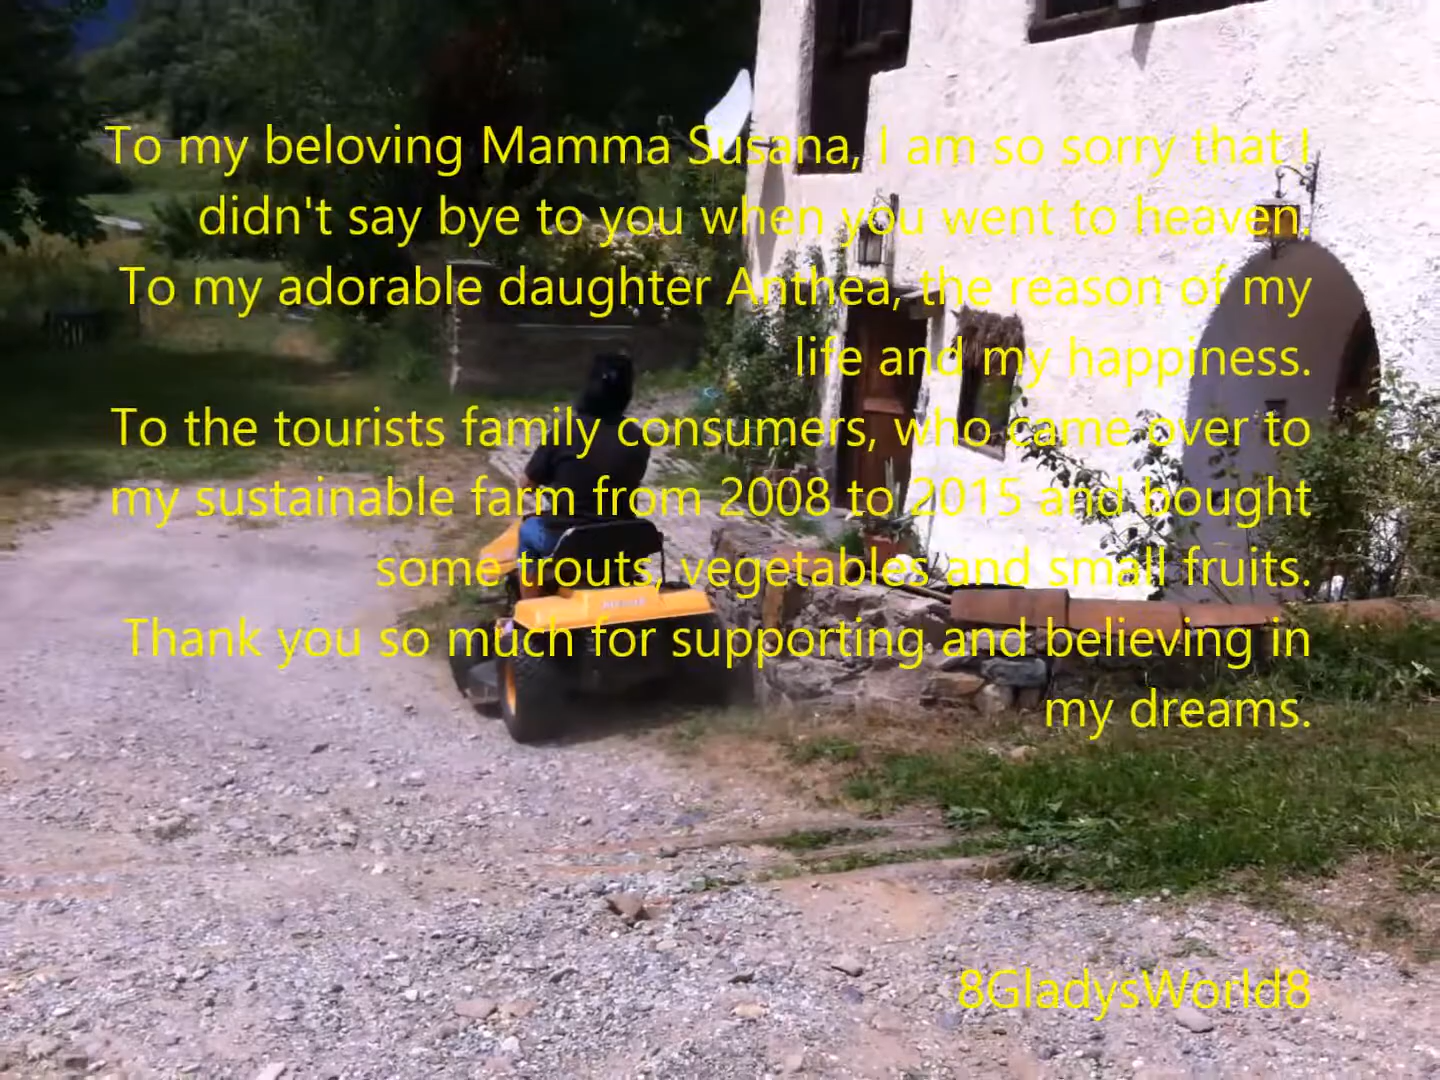 To my beloving Mamma Susana, I am so sorry that I
didn't say bye to you when you went to heaven.
To my adorable daughter Anthea, the reason of my
life and my happiness.
To the tourists family consumers, who came over to
my sustainable farm from 2008 to 2015 and bought
some trouts, vegetables and small fruits.
Thank you so much for supporting and believing in
my dreams.
8GladysWorld8